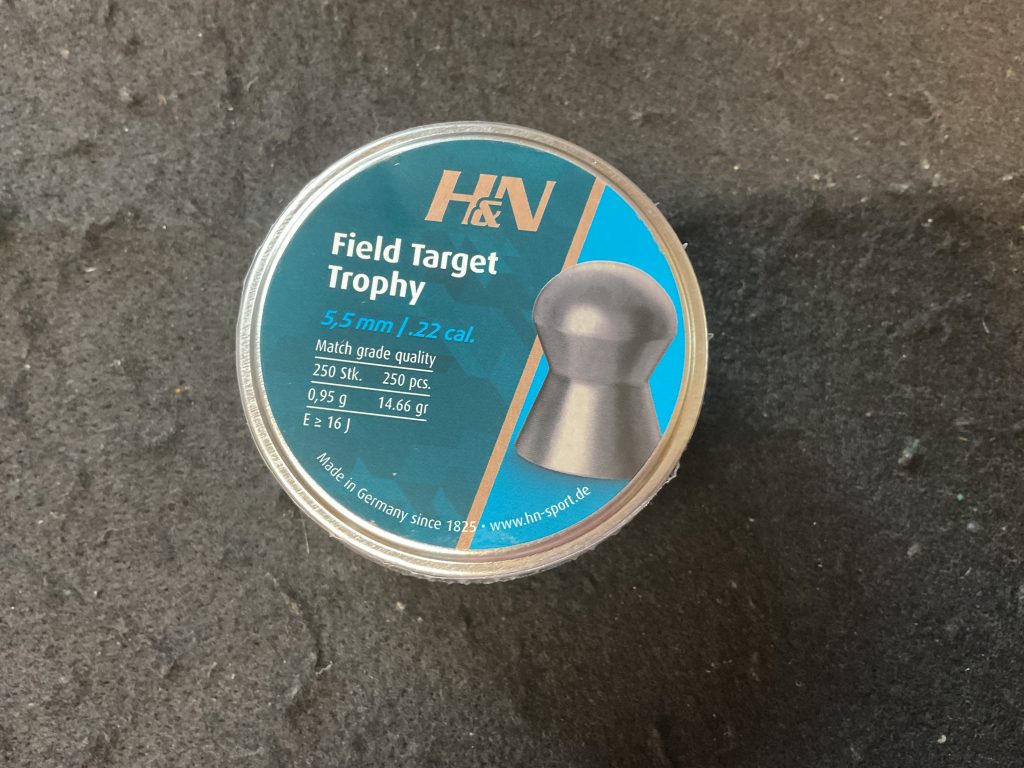 H&N
Field Target
Trophy
5,5 mm / .22 cal.
Match grade quality
250 Stk. 250 pcs.
0,95 g 14.66 gr
E ≥ 16 J
Made in Germany since 1825 • www.hn-sport.de